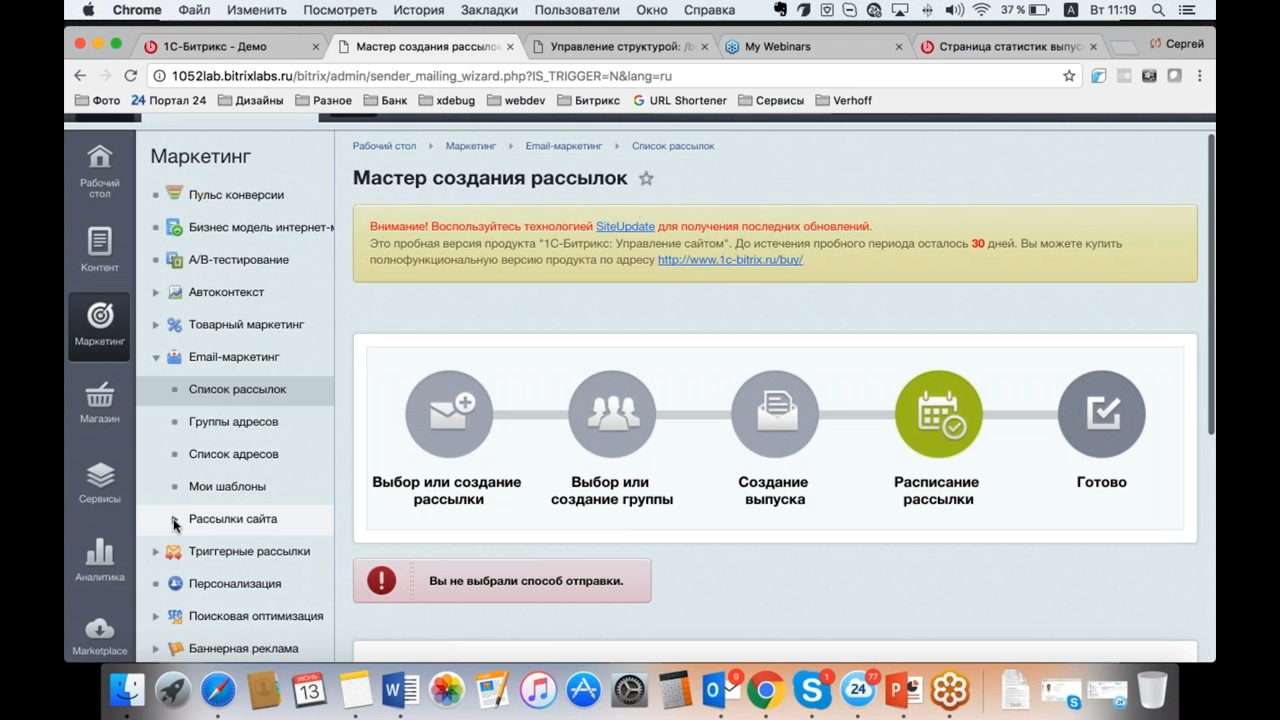 Chrome Файл Изменить Посмотреть История Закладки Пользователи Окно Справка 37 % A Вт 11:19
1С-Битрикс - Демо × Мастер создания рассылок × Управление структурой: /b × My Webinars × Страница статистик выпус × Сергей
1052lab.bitrixlabs.ru/bitrix/admin/sender_mailing_wizard.php?IS_TRIGGER=N&lang=ru
Фото 24 Портал 24 Дизайны Разное Банк xdebug webdev Битрикс URL Shortener Сервисы Verhoff
Рабочий стол
Контент
Маркетинг
Магазин
Сервисы
Аналитика
Marketplace
Маркетинг
Пульс конверсии
Бизнес модель интернет-м
A/B-тестирование
Автоконтекст
Товарный маркетинг
Email-маркетинг
Список рассылок
Группы адресов
Список адресов
Мои шаблоны
Рассылки сайта
Триггерные рассылки
Персонализация
Поисковая оптимизация
Баннерная реклама
Рабочий стол Маркетинг Email-маркетинг Список рассылок
Мастер создания рассылок
Внимание! Воспользуйтесь технологией SiteUpdate для получения последних обновлений.
Это пробная версия продукта "1С-Битрикс: Управление сайтом". До истечения пробного периода осталось 30 дней. Вы можете купить
полнофункциональную версию продукта по адресу http://www.1c-bitrix.ru/buy/
Выбор или создание рассылки
Выбор или создание группы
Создание выпуска
Расписание рассылки
Готово
Вы не выбрали способ отправки.
ИЮНЬ 13 9 1 24 77